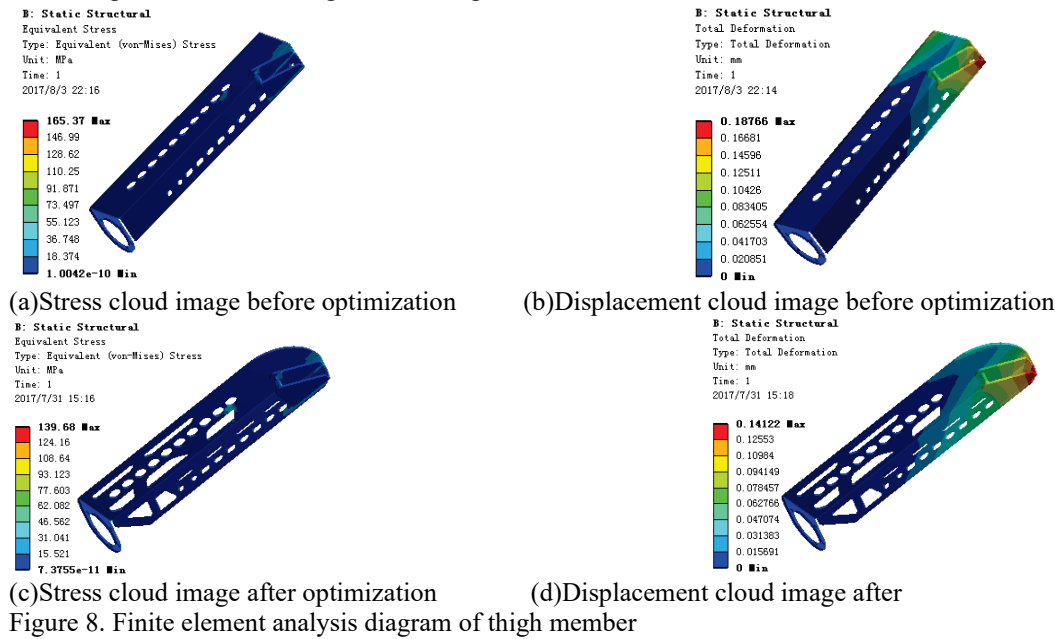 B: Static Structural
Equivalent Stress
Type: Equivalent (von-Mises) Stress
Unit: MPa
Time: 1
2017/8/3 22:16
165.37 Max
146.99
128.62
110.25
91.871
73.497
55.123
36.748
18.374
1.0042e-10 Min
B: Static Structural
Total Deformation
Type: Total Deformation
Unit: mm
Time: 1
2017/8/3 22:14
0.18766 Max
0.16681
0.14596
0.12511
0.10426
0.083405
0.062554
0.041703
0.020851
0 Min
(a)Stress cloud image before optimization
(b)Displacement cloud image before optimization
B: Static Structural
Equivalent Stress
Type: Equivalent (von-Mises) Stress
Unit: MPa
Time: 1
2017/7/31 15:16
139.68 Max
124.16
108.64
93.123
77.603
62.082
46.562
31.041
15.521
7.3755e-11 Min
B: Static Structural
Total Deformation
Type: Total Deformation
Unit: mm
Time: 1
2017/7/31 15:18
0.14122 Max
0.12553
0.10984
0.094149
0.078457
0.062766
0.047074
0.031383
0.015691
0 Min
(c)Stress cloud image after optimization
(d)Displacement cloud image after
Figure 8. Finite element analysis diagram of thigh member